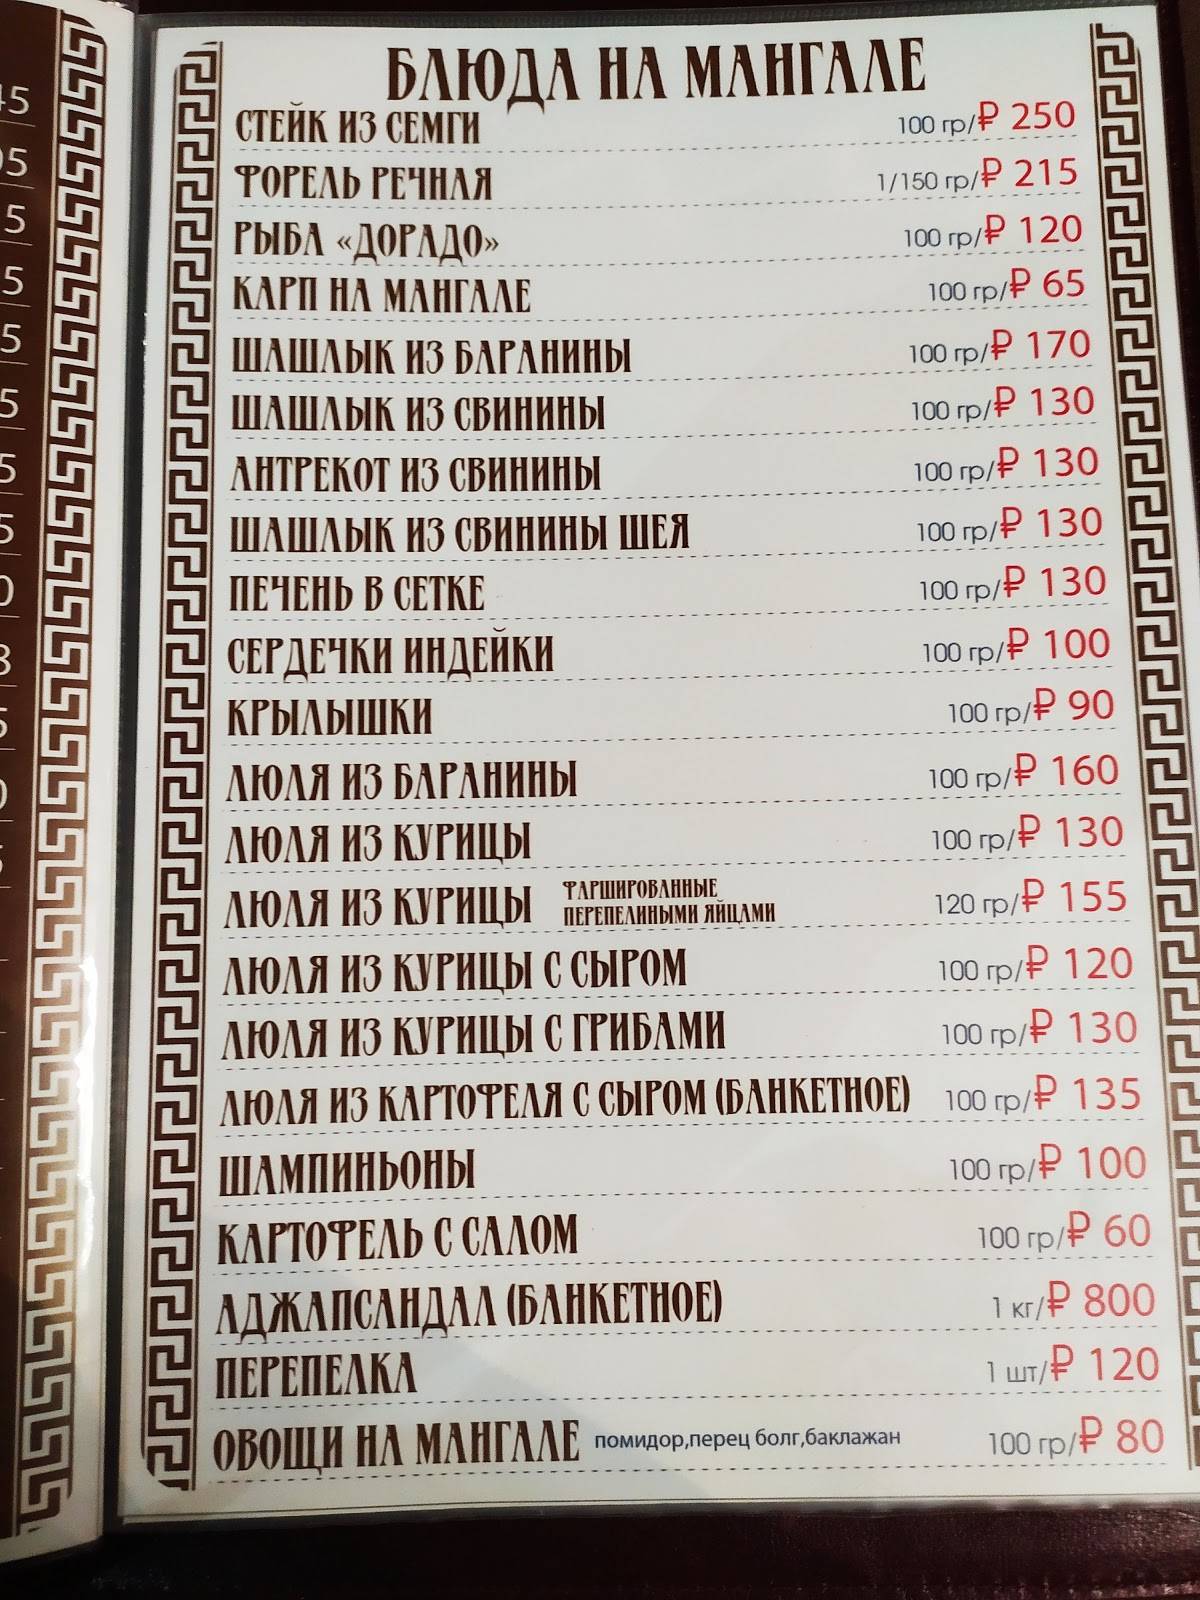 БЛЮДА НА МАНГАЛЕ
СТЕЙК ИЗ СЕМГИ 100 гр/₽ 250
ФОРЕЛЬ РЕЧНАЯ 1/150 гр/₽ 215
РЫБА «ДОРАДО» 100 гр/₽ 120
КАРП НА МАНГАЛЕ 100 гр/₽ 65
ШАШЛЫК ИЗ БАРАНИНЫ 100 гр/₽ 170
ШАШЛЫК ИЗ СВИНИНЫ 100 гр/₽ 130
АНТРЕКОТ ИЗ СВИНИНЫ 100 гр/₽ 130
ШАШЛЫК ИЗ СВИНИНЫ ШЕЯ 100 гр/₽ 130
ПЕЧЕНЬ В СЕТКЕ 100 гр/₽ 130
СЕРДЕЧКИ ИНДЕЙКИ 100 гр/₽ 100
КРЫЛЫШКИ 100 гр/₽ 90
ЛЮЛЯ ИЗ БАРАНИНЫ 100 гр/₽ 160
ЛЮЛЯ ИЗ КУРИЦЫ 100 гр/₽ 130
ЛЮЛЯ ИЗ КУРИЦЫ ФАРШИРОВАННЫЕ ПЕРЕПЕЛИНЫМИ ЯЙЦАМИ 120 гр/₽ 155
ЛЮЛЯ ИЗ КУРИЦЫ С СЫРОМ 100 гр/₽ 120
ЛЮЛЯ ИЗ КУРИЦЫ С ГРИБАМИ 100 гр/₽ 130
ЛЮЛЯ ИЗ КАРТОФЕЛЯ С СЫРОМ (БАНКЕТНОЕ) 100 гр/₽ 135
ШАМПИНЬОНЫ 100 гр/₽ 100
КАРТОФЕЛЬ С САЛОМ 100 гр/₽ 60
АДЖАПСАНДАЛ (БАНКЕТНОЕ) 1 кг/₽ 800
ПЕРЕПЕЛКА 1 шт/₽ 120
ОВОЩИ НА МАНГАЛЕ помидор,перец болг,баклажан 100 гр/₽ 80